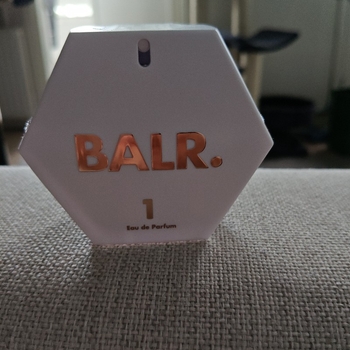 BALR.
1
Eau de Parfum